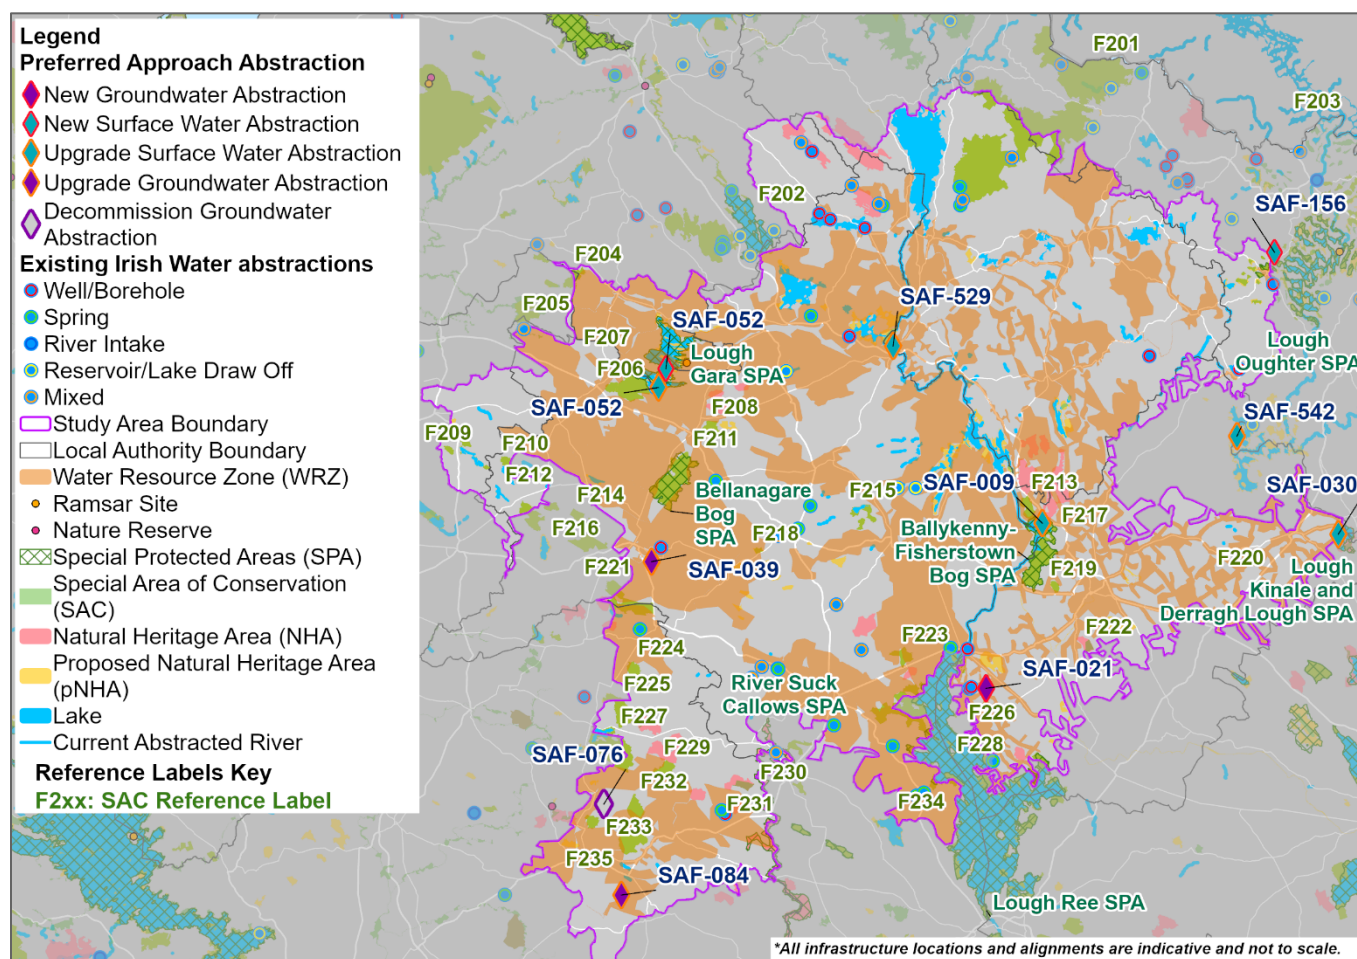 Legend
Preferred Approach Abstraction
New Groundwater Abstraction
New Surface Water Abstraction
Upgrade Surface Water Abstraction
Upgrade Groundwater Abstraction
Decommission Groundwater
Abstraction
Existing Irish Water abstractions
Well/Borehole
Spring
River Intake
Reservoir/Lake Draw Off
Mixed
Study Area Boundary
Local Authority Boundary
Water Resource Zone (WRZ)
Ramsar Site
Nature Reserve
Special Protected Areas (SPA)
Special Area of Conservation
(SAC)
Natural Heritage Area (NHA)
Proposed Natural Heritage Area
(pNHA)
Lake
Current Abstracted River
Reference Labels Key
F2xx: SAC Reference Label
F201
F203
F202
SAF-156
F204
F205
SAF-529
SAF-052
F207
Lough
Gara SPA
F206
Lough
Oughter SPA
SAF-052
F208
F209
F210
F211
SAF-542
F212
F214
Bellanagare
Bog
SPA
F215
SAF-009
F213
SAF-030
F216
F217
F218
Ballykenny-
Fisherstown
Bog SPA
F220
F221
SAF-039
F219
Lough
Kinale and
Derragh Lough SPA
F224
F223
F222
F225
River Suck
Callows SPA
SAF-021
F226
F227
F228
SAF-076
F229
F230
F232
F231
F234
F233
F235
SAF-084
Lough Ree SPA
*All infrastructure locations and alignments are indicative and not to scale.